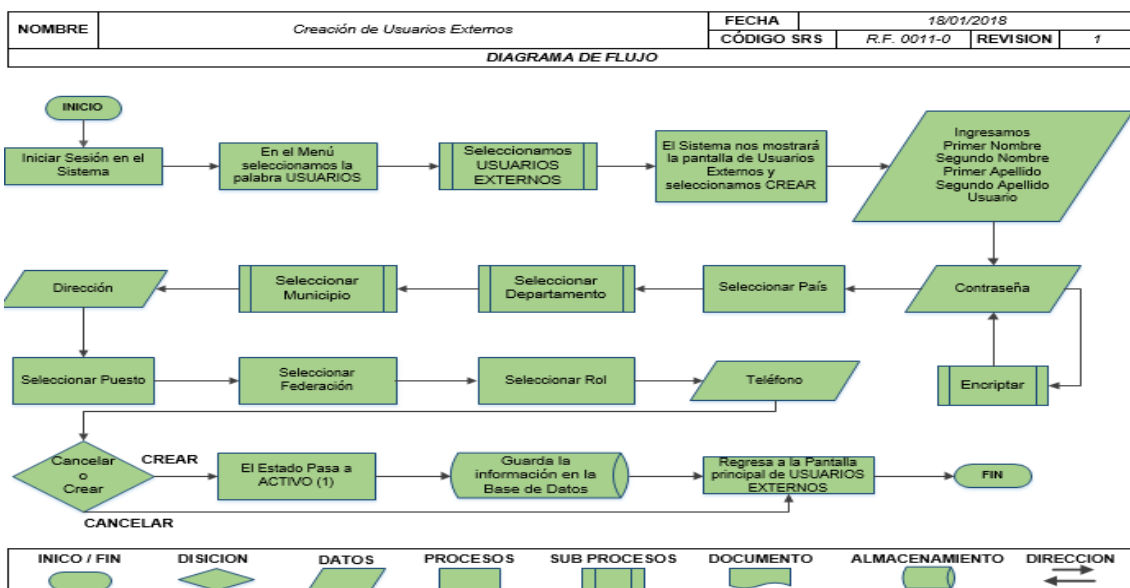 NOMBRE
Creación de Usuarios Externos
FECHA
18/01/2018
CÓDIGO SRS
R.F. 0011-0
REVISION
1
DIAGRAMA DE FLUJO
INICIO
Iniciar Sesión en el
Sistema
En el Menú
seleccionamos la
palabra USUARIOS
Seleccionamos
USUARIOS
EXTERNOS
El Sistema nos mostrará
la pantalla de Usuarios
Externos y
seleccionamos CREAR
Ingresamos
Primer Nombre
Segundo Nombre
Primer Apellido
Segundo Apellido
Usuario
Dirección
Seleccionar
Municipio
Seleccionar
Departamento
Seleccionar País
Contraseña
Seleccionar Puesto
Seleccionar
Federación
Seleccionar Rol
Teléfono
Encriptar
Cancelar
o
Crear
CREAR
El Estado Pasa a
ACTIVO (1)
Guarda la
información en la
Base de Datos
Regresa a la Pantalla
principal de USUARIOS
EXTERNOS
FIN
CANCELAR
INICO / FIN
DISICION
DATOS
PROCESOS
SUB PROCESOS
DOCUMENTO
ALMACENAMIENTO
DIRECCION